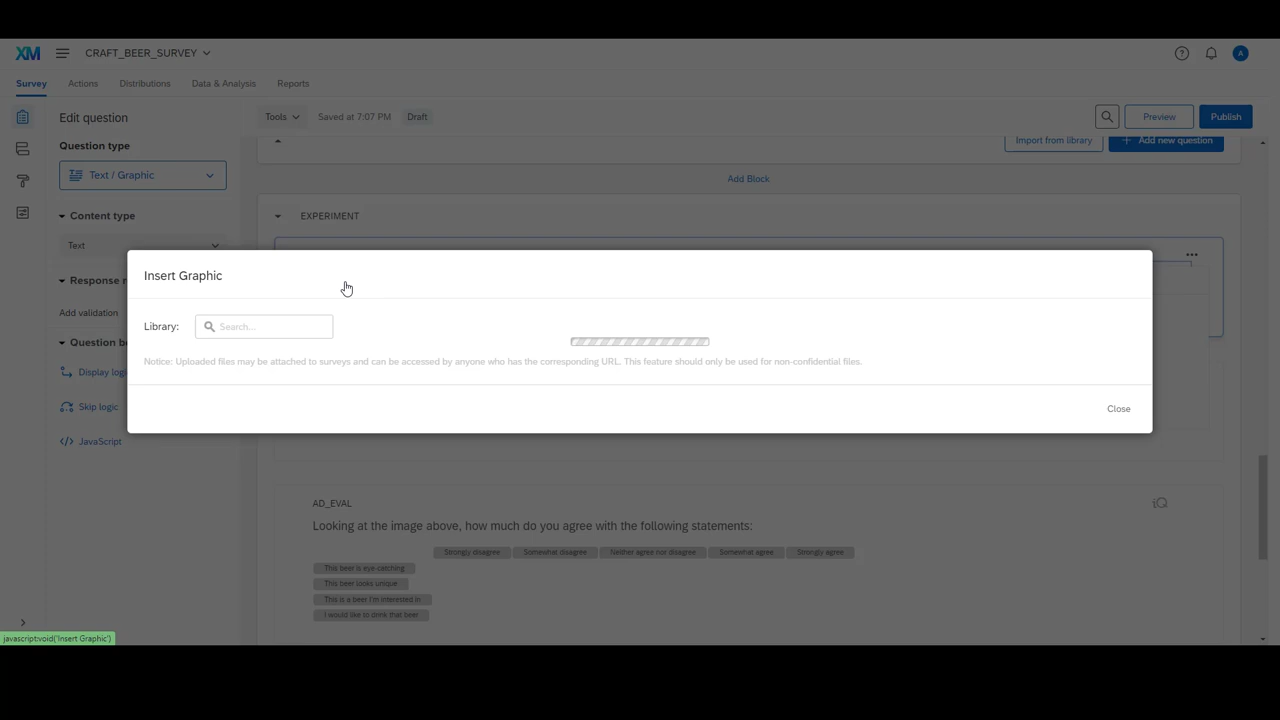 XM CRAFT_BEER_SURVEY A
Survey Actions Distributions Data & Analysis Reports
Edit question Tools Saved at 7:07 PM Draft Preview Publish
Question type Import from library Add new question
Text / Graphic
Add Block
Content type EXPERIMENT
Text
Insert Graphic
Library: Search...
Notice: Uploaded files may be attached to surveys and can be accessed by anyone who has the corresponding URL. This feature should only be used for non-confidential files.
Close
Add validation
Display
Skip logic
JavaScript
AD_EVAL iQ
Looking at the image above, how much do you agree with the following statements:
Strongly disagree Somewhat disagree Neither agree nor disagree Somewhat agree Strongly agree
This beer is eye-catching
This beer looks unique
This is a beer I'm interested in
I would like to drink that beer
javascript:void('Insert Graphic')